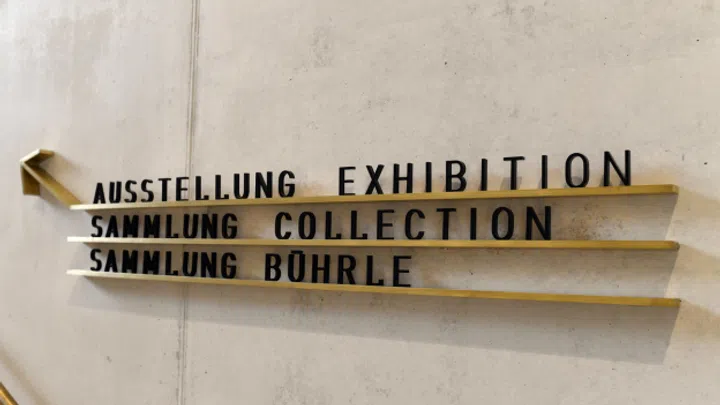 AUSSTELLUNG EXHIBITION
SAMMLUNG COLLECTION
SAMMLUNG BÜHRLE